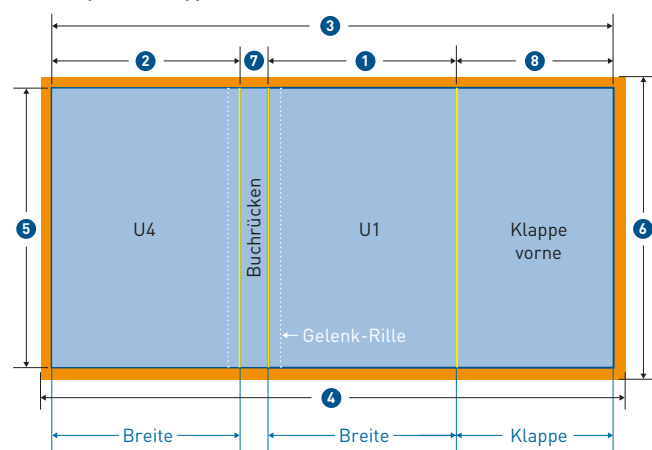 3
2
7
1
8
5
U4
Buchrücken
U1
Klappe
vorne
6
Gelenk-Rille
4
Breite
Breite
Klappe